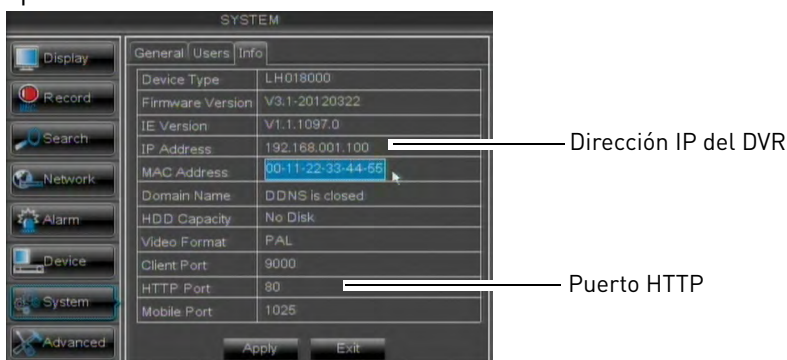 SYSTEM
Display
Record
Search
Network
Alarm
Device
System
Advanced
General Users Info
Device Type LH018000
Firmware Version V3.1-20120322
IE Version V1.1.1097.0
IP Address 192.168.001.100
MAC Address 00-11-22-33-44-55
Domain Name DDNS is closed
HDD Capacity No Disk
Video Format PAL
Client Port 9000
HTTP Port 80
Mobile Port 1025
Apply Exit
Dirección IP del DVR
Puerto HTTP